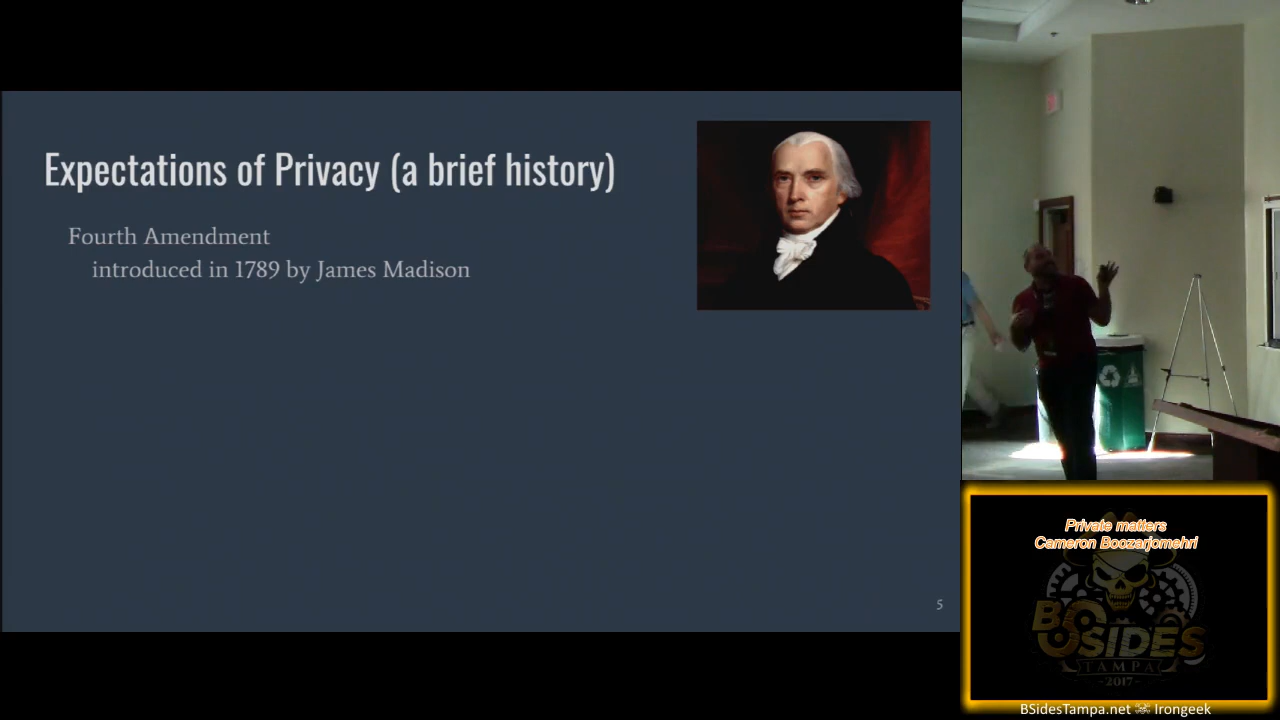 Expectations of Privacy (a brief history)
Fourth Amendment
introduced in 1789 by James Madison
5
Private matters
Cameron Boozarjomehri
BSIDES
TAMPA
-2017-
BSidesTampa.net ☠ Irongeek